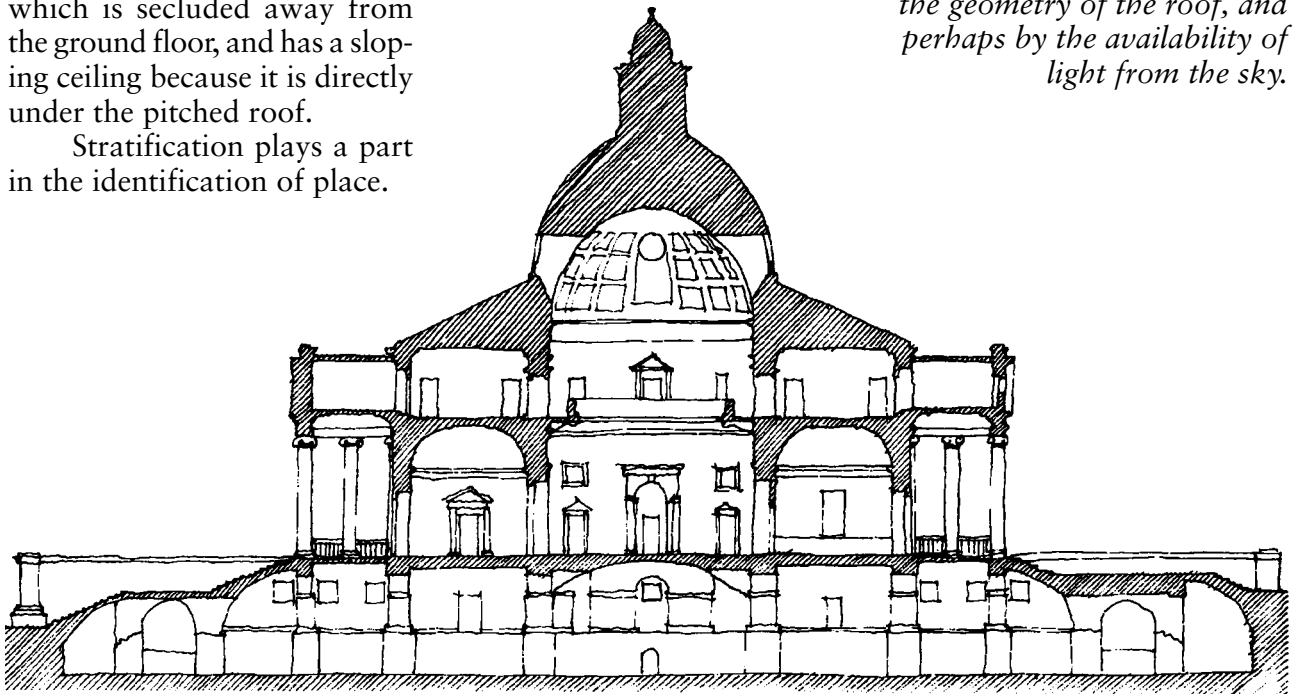 which is secluded away from
the ground floor, and has a slop-
ing ceiling because it is directly
under the pitched roof.
Stratification plays a part
in the identification of place.
the geometry of the roof, and
perhaps by the availability of
light from the sky.